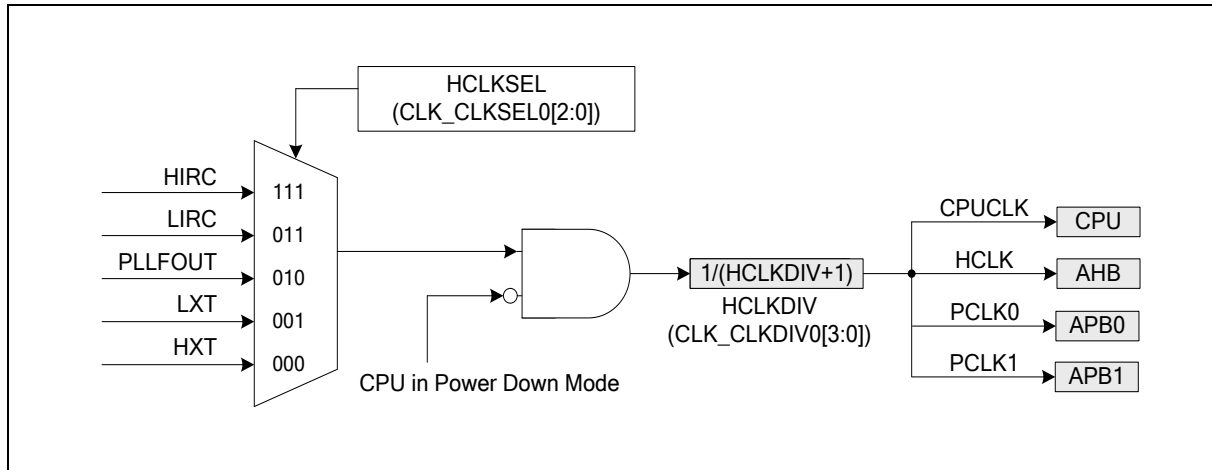 HCLKSEL
(CLK_CLKSEL0[2:0])
HIRC
111
LIRC
011
PLLFOUT
010
LXT
001
HXT
000
CPU in Power Down Mode
1/(HCLKDIV+1)
HCLKDIV
(CLK_CLKDIV0[3:0])
CPUCLK
CPU
HCLK
AHB
PCLK0
APB0
PCLK1
APB1